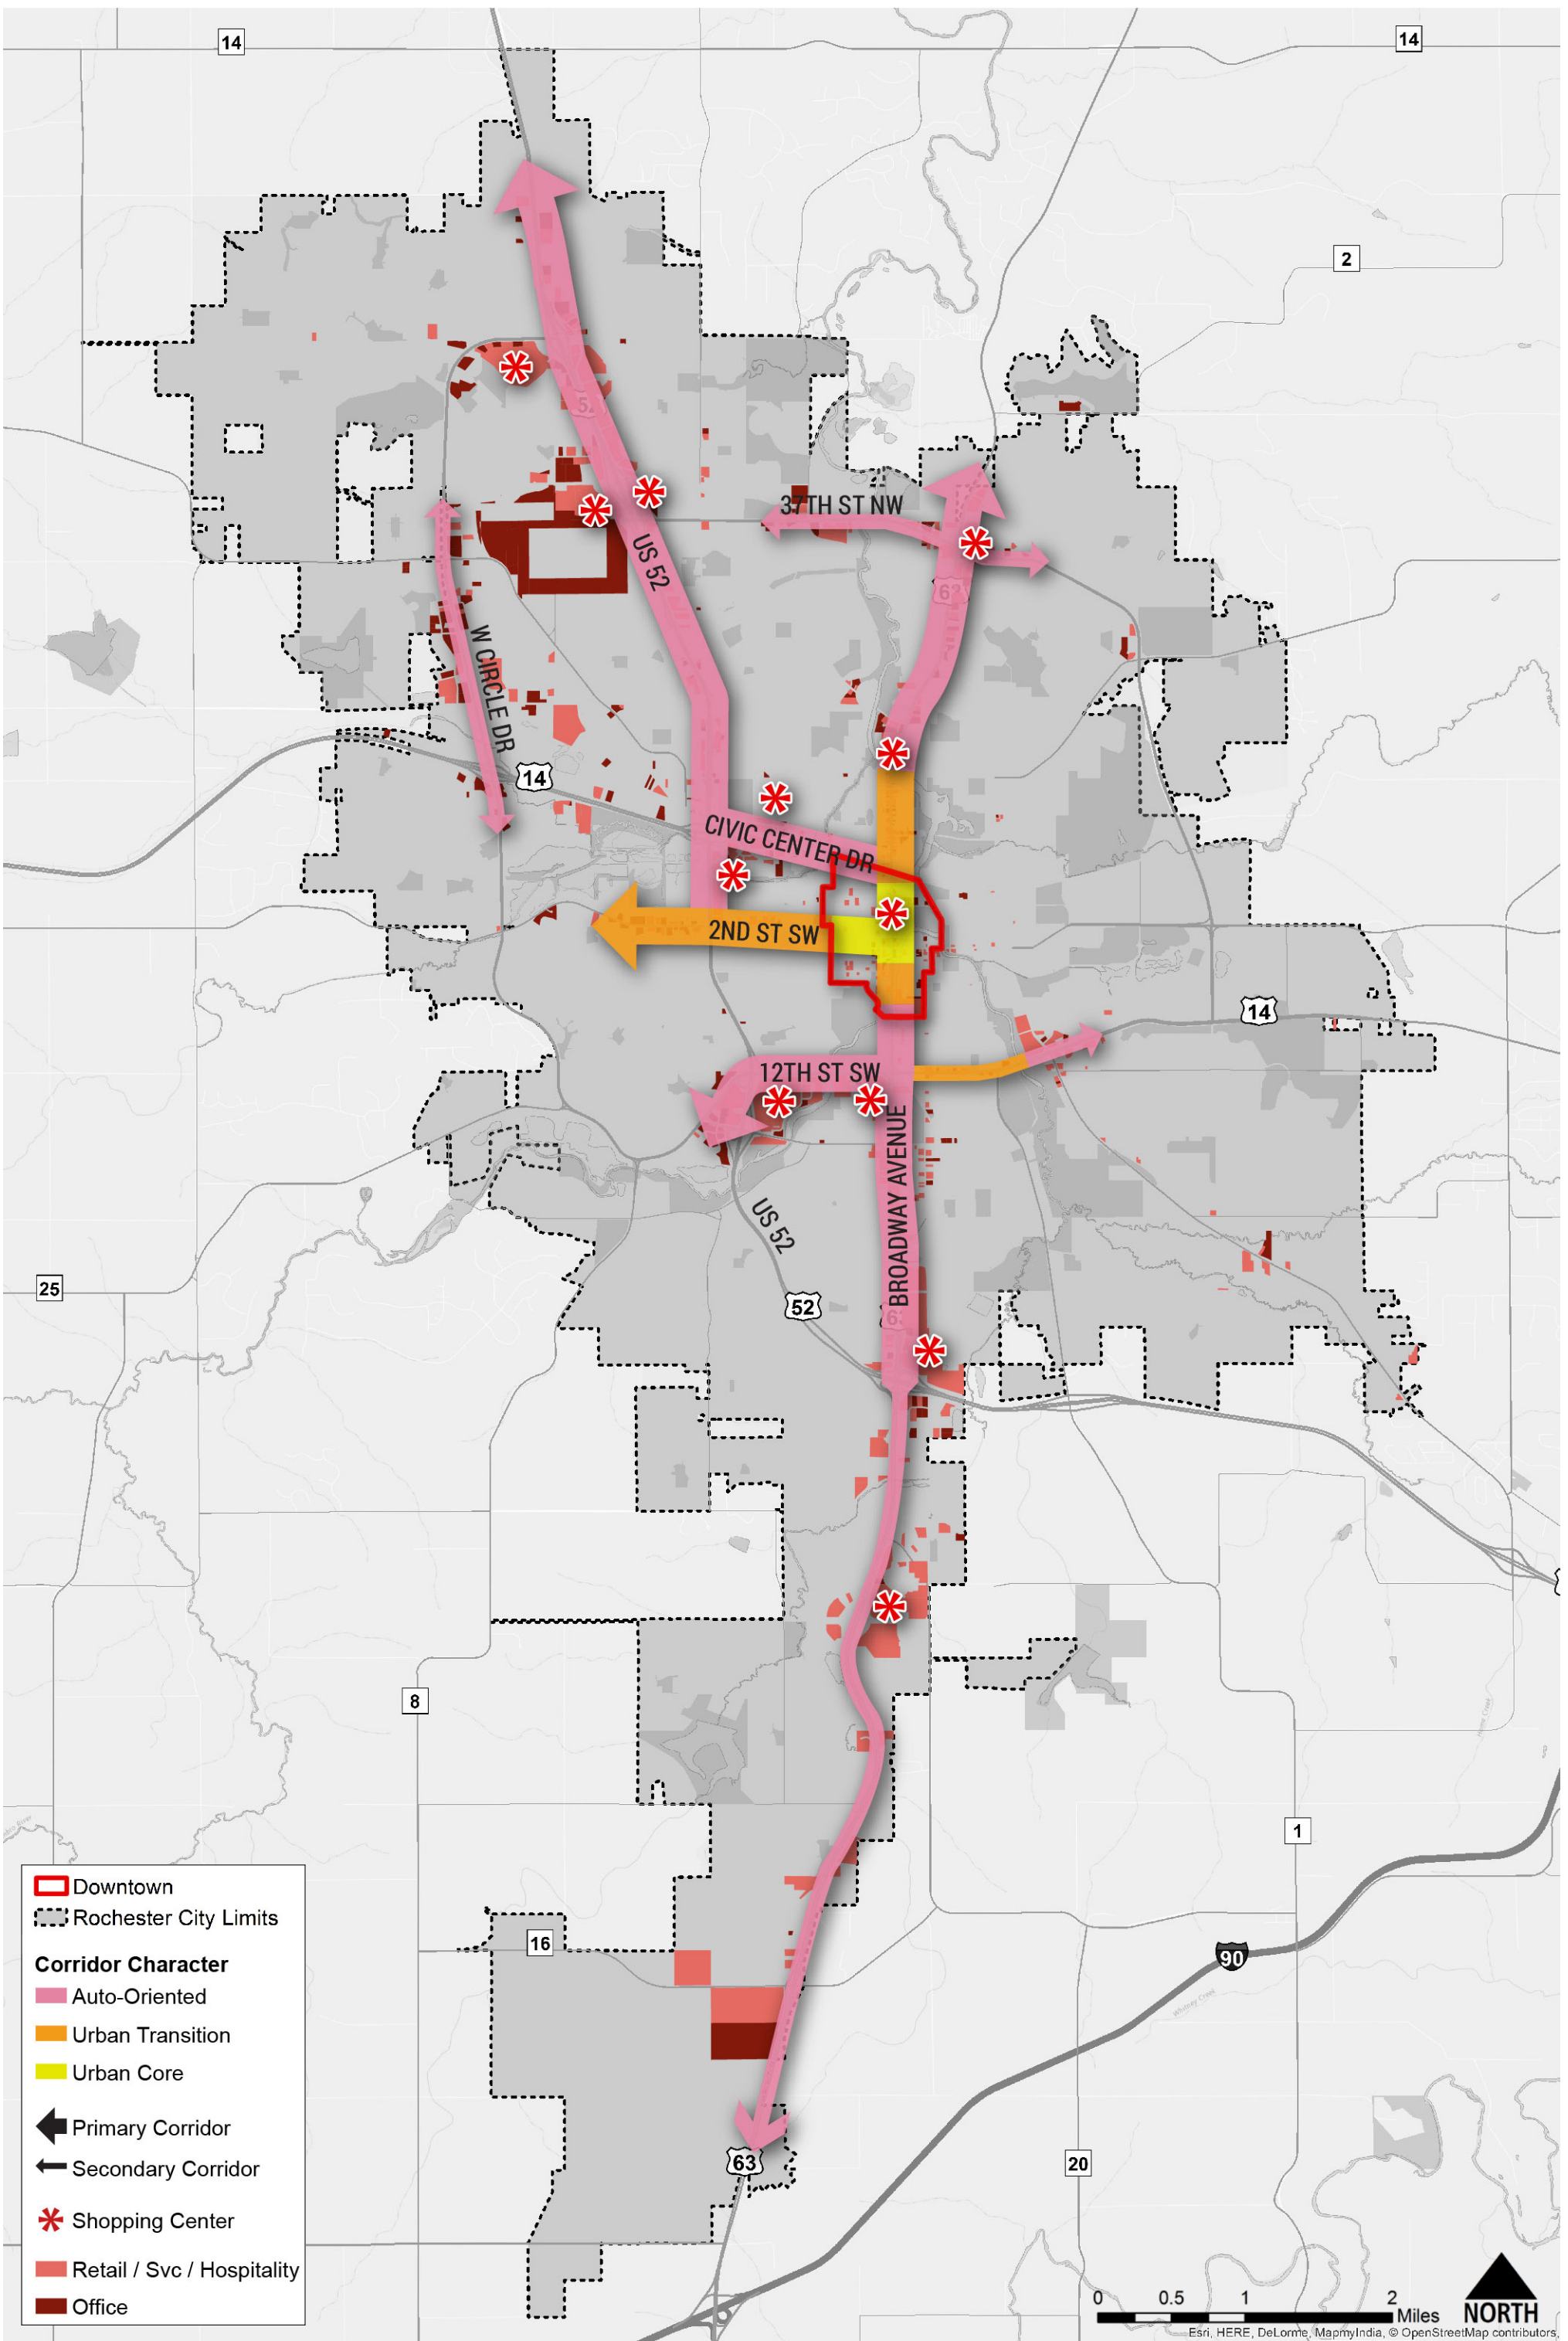 14
14
2
52
37TH ST NW
US 52
63
W CIRCLE DR
14
CIVIC CENTER DR
2ND ST SW
14
12TH ST SW
BROADWAY AVENUE
US 52
25
52
63
8
1
Downtown
Rochester City Limits
16
90
Corridor Character
Auto-Oriented
Urban Transition
Urban Core
Primary Corridor
Secondary Corridor
63
20
Shopping Center
Retail / Svc / Hospitality
Office
0 0.5 1 2
Miles
NORTH
Esri, HERE, DeLorme, MapmyIndia, © OpenStreetMap contributors,